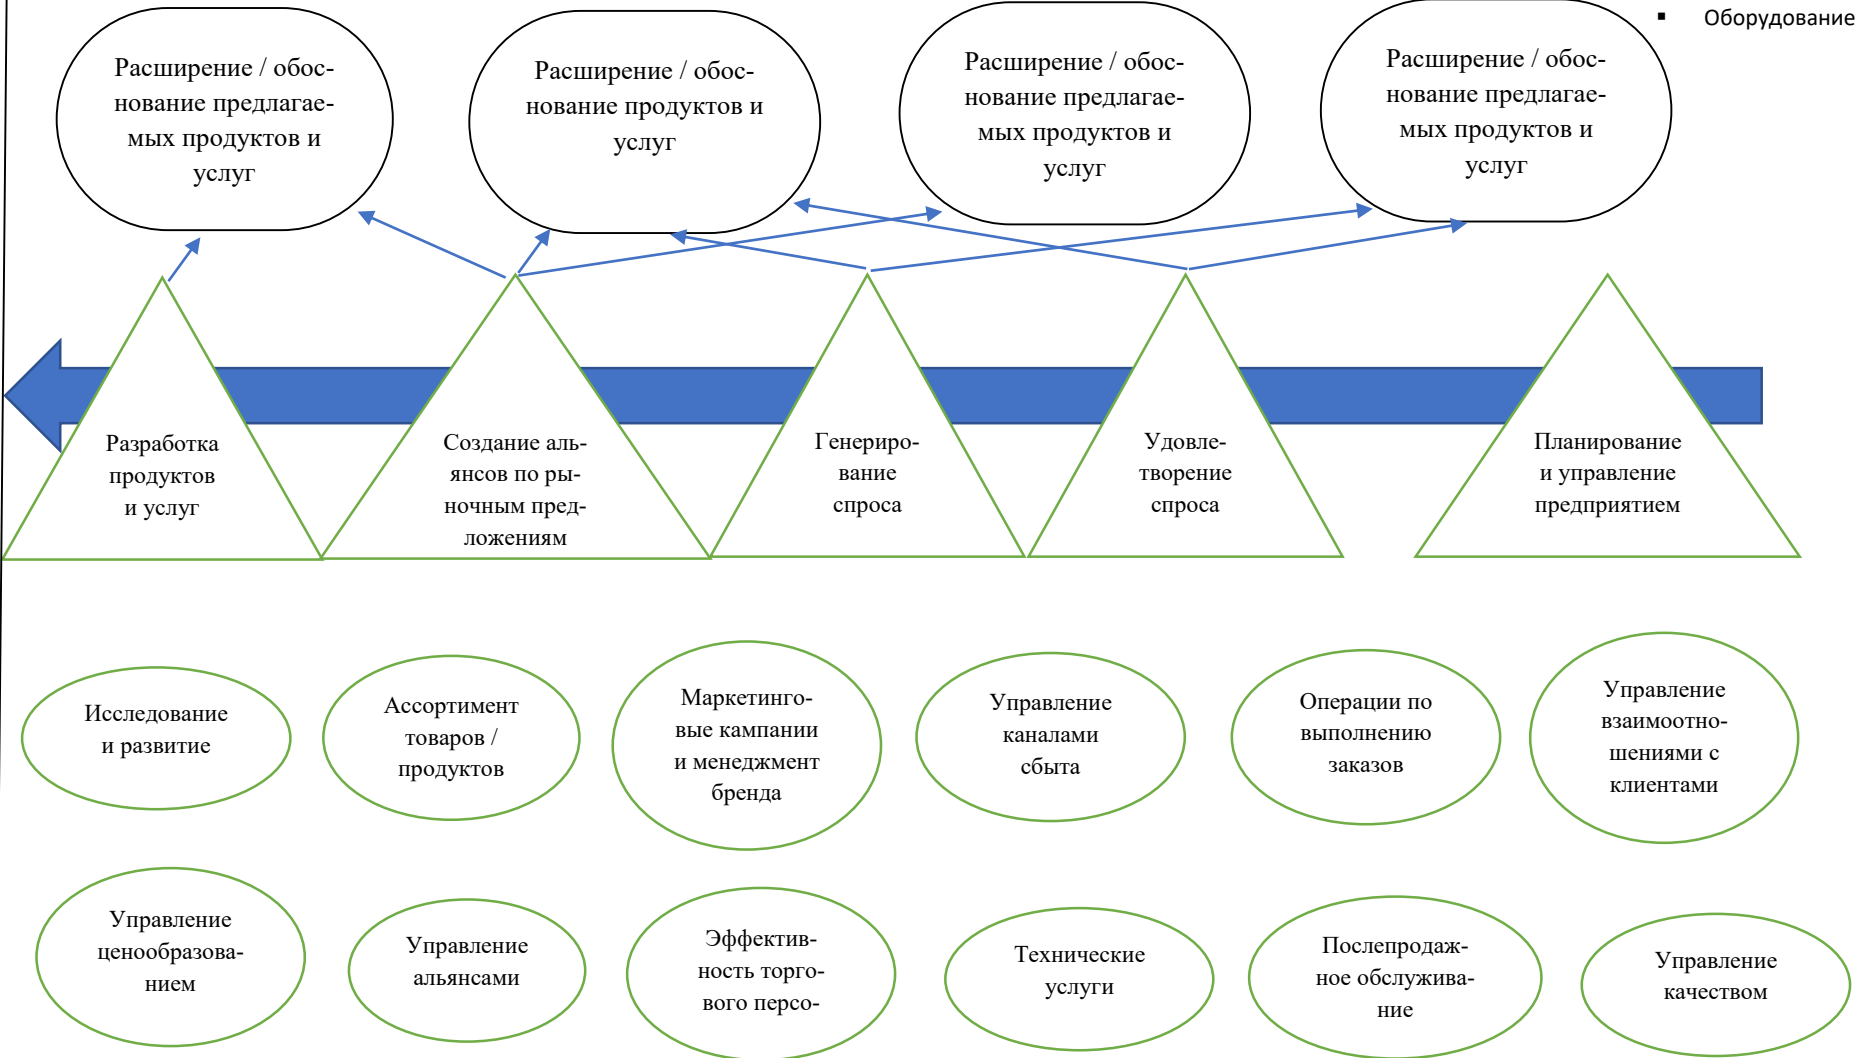 Расширение / обос-
нование предлагае-
мых продуктов и
услуг
Расширение / обос-
нование продуктов и
услуг
Расширение / обос-
нование предлагае-
мых продуктов и
услуг
Расширение / обос-
нование предлагае-
мых продуктов и
услуг
▪ Оборудование
Разработка
продуктов
и услуг
Создание аль-
янсов по ры-
ночным пред-
ложениям
Генериро-
вание
спроса
Удовле-
творение
спроса
Планирование
и управление
предприятием
Исследование
и развитие
Ассортимент
товаров /
продуктов
Маркетинго-
вые кампании
и менеджмент
бренда
Управление
каналами
сбыта
Операции по
выполнению
заказов
Управление
взаимоотно-
шениями с
клиентами
Управление
ценообразова-
нием
Управление
альянсами
Эффектив-
ность торго-
вого персо-
Технические
услуги
Послепродаж-
ное обслужива-
ние
Управление
качеством